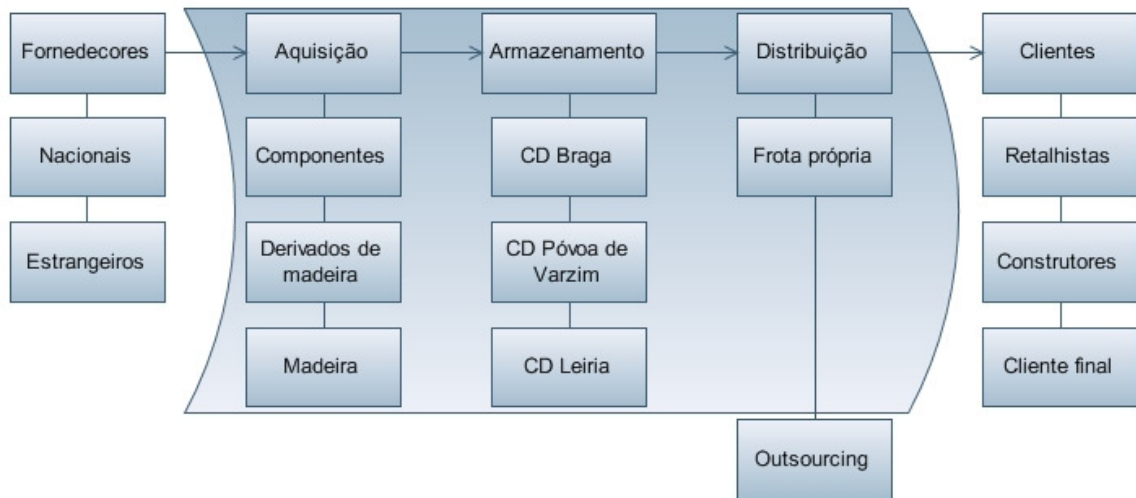 Fornedecores
Aquisição
Armazenamento
Distribuição
Clientes
Nacionais
Componentes
CD Braga
Frota própria
Retalhistas
Estrangeiros
Derivados de
madeira
CD Póvoa de
Varzim
Construtores
Madeira
CD Leiria
Cliente final
Outsourcing